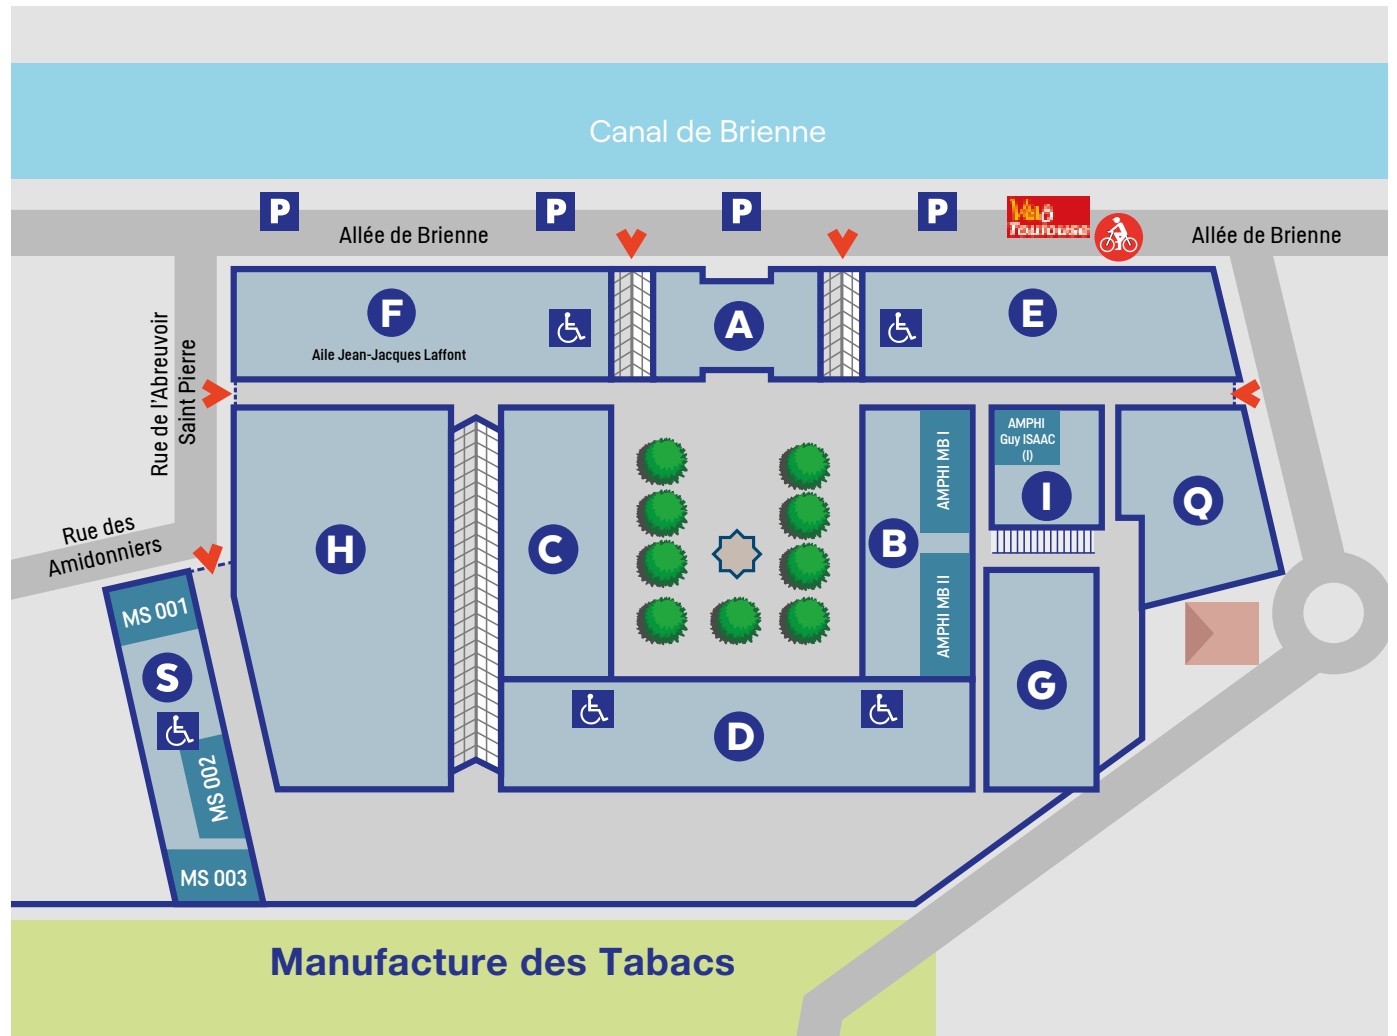 Canal de Brienne
P
P
P
P
Vélô
Toulouse
Allée de Brienne
Allée de Brienne
F
Aile Jean-Jacques Laffont
A
E
Rue de l'Abreuvoir
Saint Pierre
Rue des
Amidonniers
H
C
B
AMPHI MB I
AMPHI MB II
AMPHI
Guy ISAAC
(I)
I
Q
G
D
MS 001
S
MS 002
MS 003
Manufacture des Tabacs